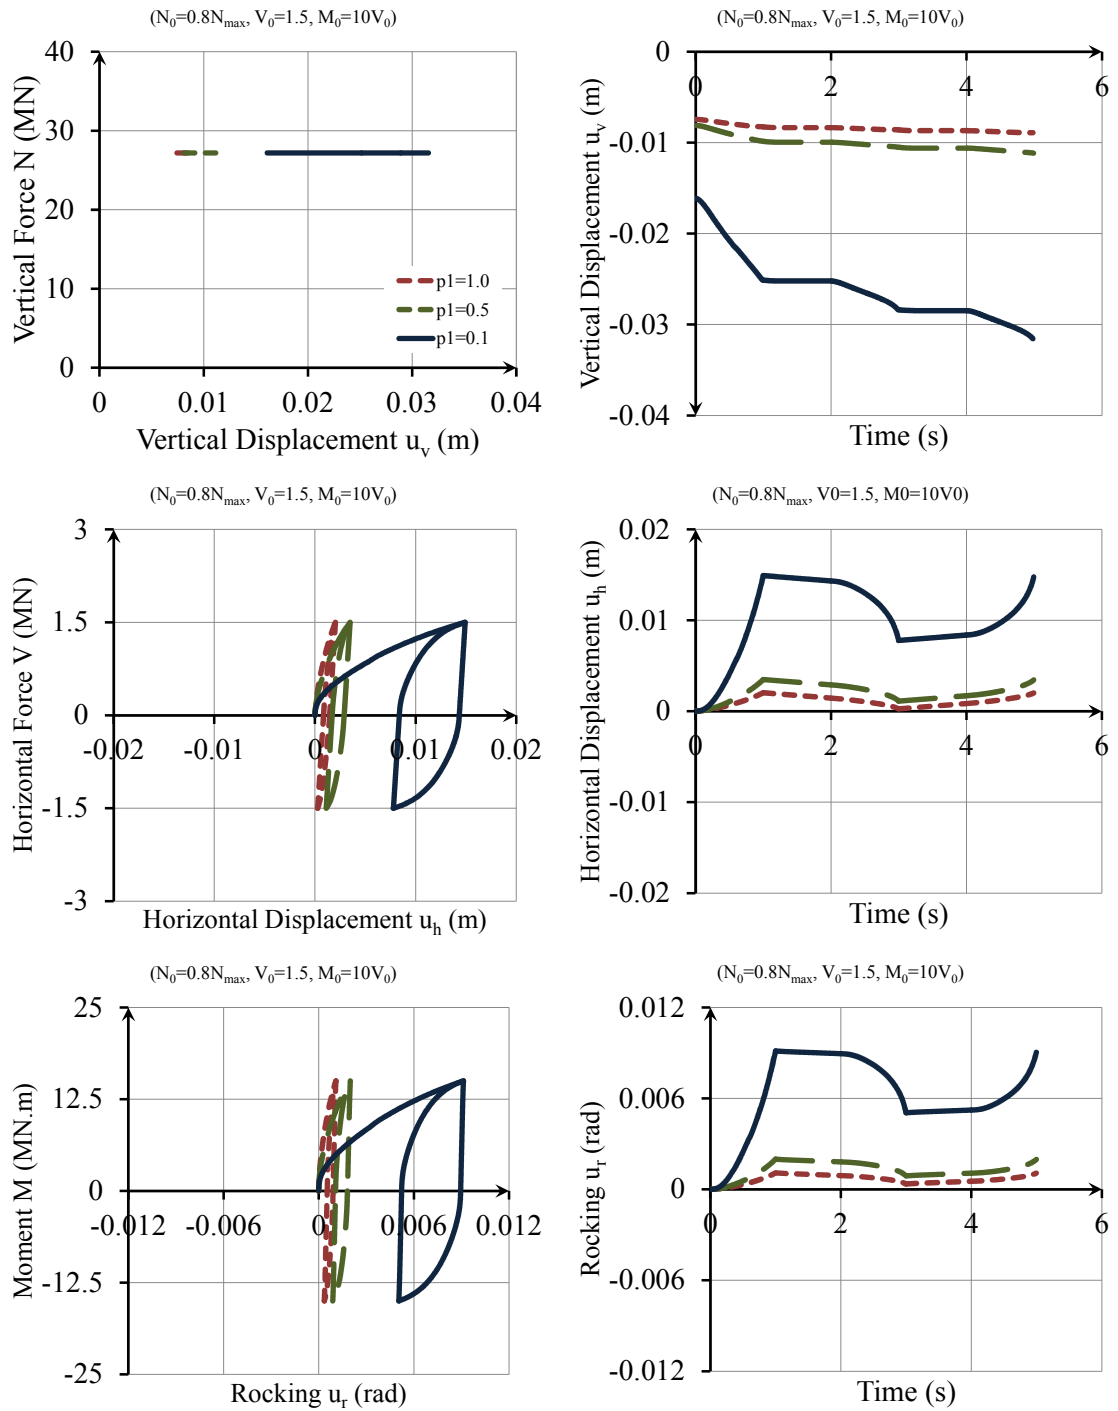 (N₀=0.8Nₘₐₓ, V₀=1.5, M₀=10V₀)
40
30
20
10
0
Vertical Force N (MN)
p1=1.0
p1=0.5
p1=0.1
0 0.01 0.02 0.03 0.04
Vertical Displacement uᵥ (m)
(N₀=0.8Nₘₐₓ, V₀=1.5, M₀=10V₀)
0
-0.01
-0.02
-0.03
-0.04
Vertical Displacement uᵥ (m)
0 2 4 6
Time (s)
(N₀=0.8Nₘₐₓ, V₀=1.5, M₀=10V₀)
3
1.5
0
-1.5
-3
Horizontal Force V (MN)
-0.02 -0.01 0 0.01 0.02
Horizontal Displacement uₕ (m)
(N₀=0.8Nₘₐₓ, V0=1.5, M0=10V0)
0.02
0.01
0
-0.01
-0.02
Horizontal Displacement uₕ (m)
0 2 4 6
Time (s)
(N₀=0.8Nₘₐₓ, V₀=1.5, M₀=10V₀)
25
12.5
0
-12.5
-25
Moment M (MN.m)
-0.012 -0.006 0 0.006 0.012
Rocking uᵣ (rad)
(N₀=0.8Nₘₐₓ, V₀=1.5, M₀=10V₀)
0.012
0.006
0
-0.006
-0.012
Rocking uᵣ (rad)
0 2 4 6
Time (s)